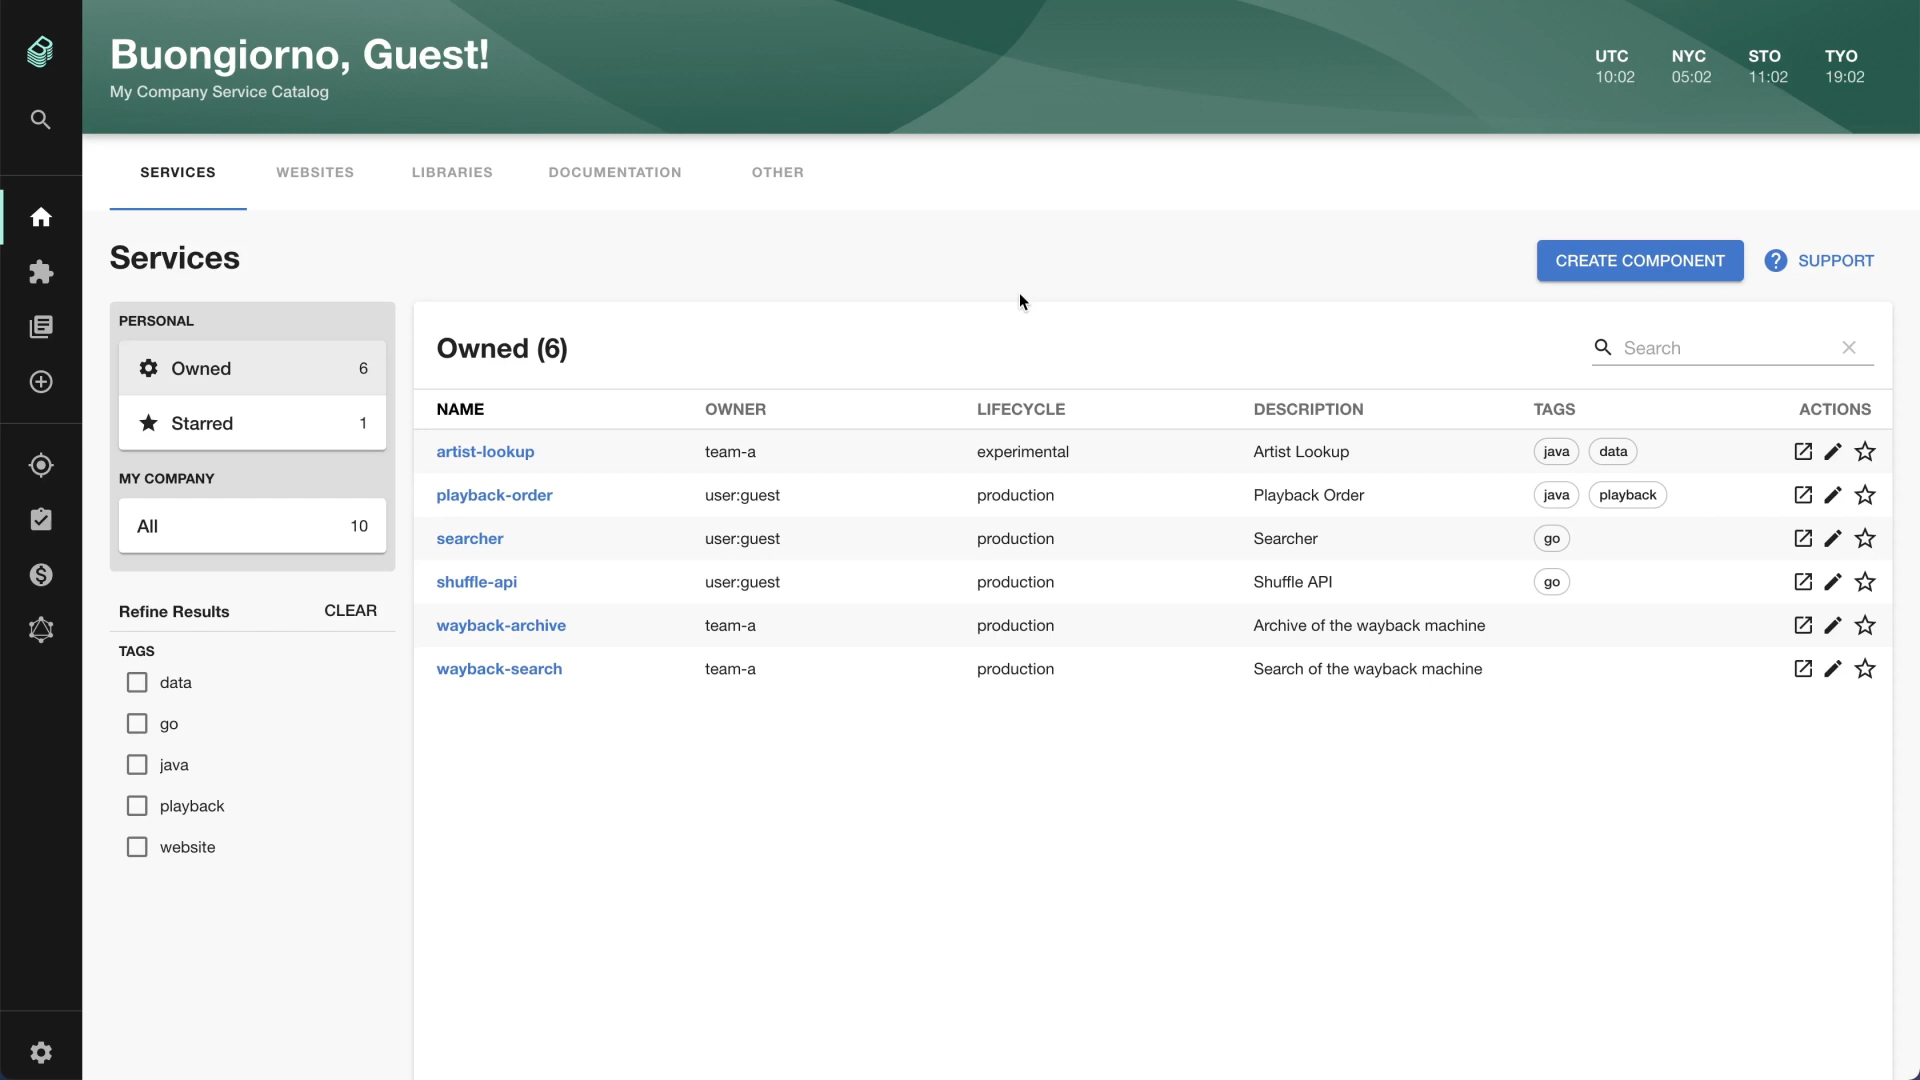 Buongiorno, Guest!
My Company Service Catalog
UTC NYC STO TYO
10:02 05:02 11:02 19:02
SERVICES WEBSITES LIBRARIES DOCUMENTATION OTHER
Services
CREATE COMPONENT
SUPPORT
PERSONAL
Owned 6
Starred 1
MY COMPANY
All 10
Refine Results CLEAR
TAGS
data
go
java
playback
website
Owned (6)
Search
NAME OWNER LIFECYCLE DESCRIPTION TAGS ACTIONS
artist-lookup team-a experimental Artist Lookup java data
playback-order user:guest production Playback Order java playback
searcher user:guest production Searcher go
shuffle-api user:guest production Shuffle API go
wayback-archive team-a production Archive of the wayback machine
wayback-search team-a production Search of the wayback machine